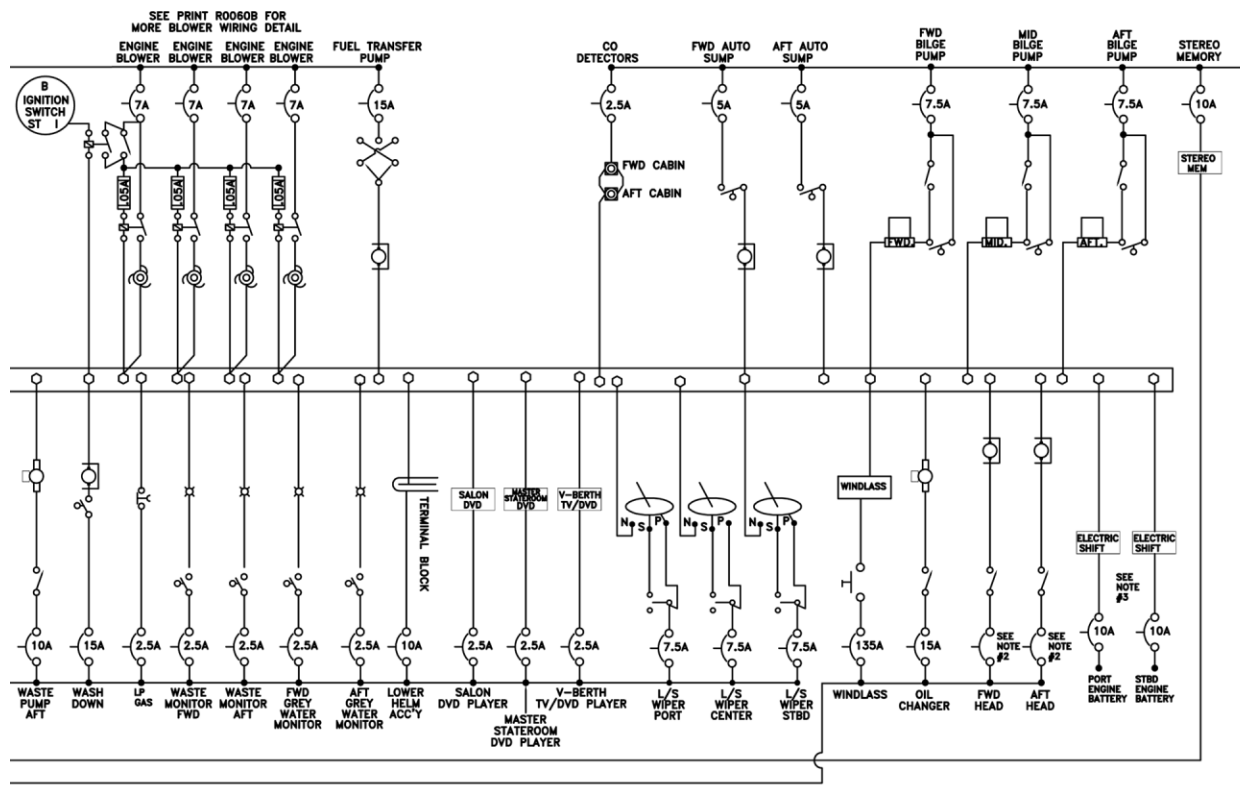 SEE PRINT R0060B FOR
MORE BLOWER WIRING DETAIL
ENGINE
BLOWER
ENGINE
BLOWER
ENGINE
BLOWER
ENGINE
BLOWER
FUEL TRANSFER
PUMP
CO
DETECTORS
FWD AUTO
SUMP
AFT AUTO
SUMP
FWD
BILGE
PUMP
MID
BILGE
PUMP
AFT
BILGE
PUMP
STEREO
MEMORY
B
IGNITION
SWITCH
ST I
7A
7A
7A
7A
15A
2.5A
5A
5A
7.5A
7.5A
7.5A
10A
L05A
L05A
L05A
L05A
FWD CABIN
AFT CABIN
STEREO
MEM
FWD.
MID.
AFT.
TERMINAL BLOCK
SALON
DVD
MASTER
STATEROOM
DVD
V-BERTH
TV/DVD
N
S
P
N
S
P
N
S
P
WINDLASS
ELECTRIC
SHIFT
ELECTRIC
SHIFT
SEE
NOTE
#3
10A
15A
2.5A
2.5A
2.5A
2.5A
2.5A
10A
2.5A
2.5A
2.5A
7.5A
7.5A
7.5A
135A
15A
SEE
NOTE
#2
SEE
NOTE
#2
10A
10A
WASTE
PUMP
AFT
WASH
DOWN
LP
GAS
WASTE
MONITOR
FWD
WASTE
MONITOR
AFT
FWD
GREY
WATER
MONITOR
AFT
GREY
WATER
MONITOR
LOWER
HELM
ACC'Y
SALON
DVD PLAYER
MASTER
STATEROOM
DVD PLAYER
V-BERTH
TV/DVD PLAYER
L/S
WIPER
PORT
L/S
WIPER
CENTER
L/S
WIPER
STBD
WINDLASS
OIL
CHANGER
FWD
HEAD
AFT
HEAD
PORT
ENGINE
BATTERY
STBD
ENGINE
BATTERY